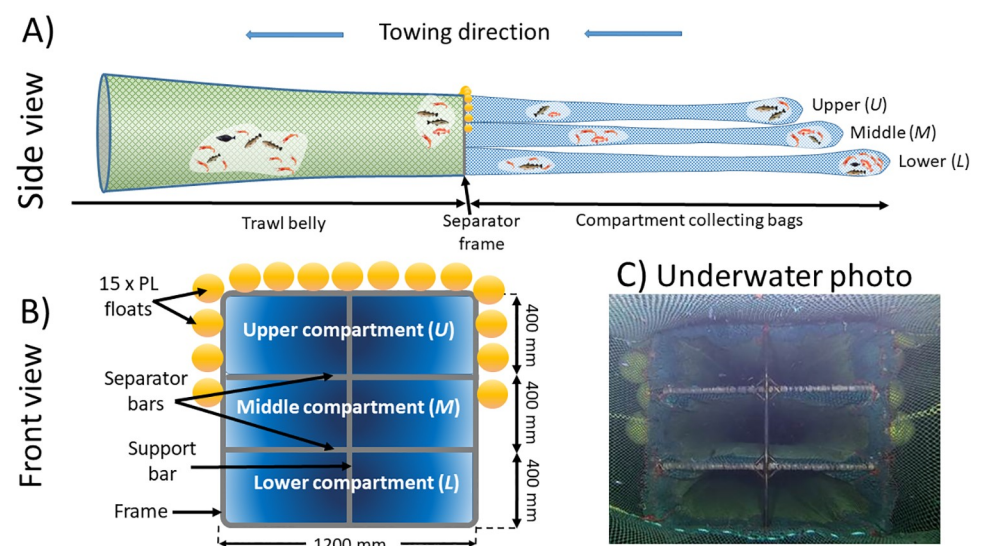 A)
Towing direction
Side view
Upper (U)
Middle (M)
Lower (L)
Trawl belly
Separator
frame
Compartment collecting bags
B)
Front view
15 x PL
floats
Upper compartment (U)
Separator
bars
Middle compartment (M)
Support
bar
Lower compartment (L)
Frame
400 mm
400 mm
400 mm
1200 mm
C) Underwater photo